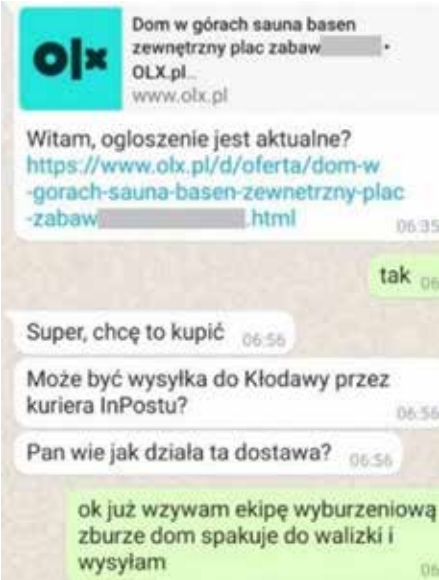 olx
Dom w górach sauna basen
zewnętrzny plac zabaw •
OLX.pl...
www.olx.pl
Witam, ogloszenie jest aktualne?
https://www.olx.pl/d/oferta/dom-w
-gorach-sauna-basen-zewnetrzny-plac
-zabaw .html
06:35
tak 06
Super, chcę to kupić 06:56
Może być wysyłka do Kłodawy przez
kuriera InPostu? 06:56
Pan wie jak działa ta dostawa? 06:56
ok już wzywam ekipę wyburzeniową
zburze dom spakuje do walizki i
wysyłam 06